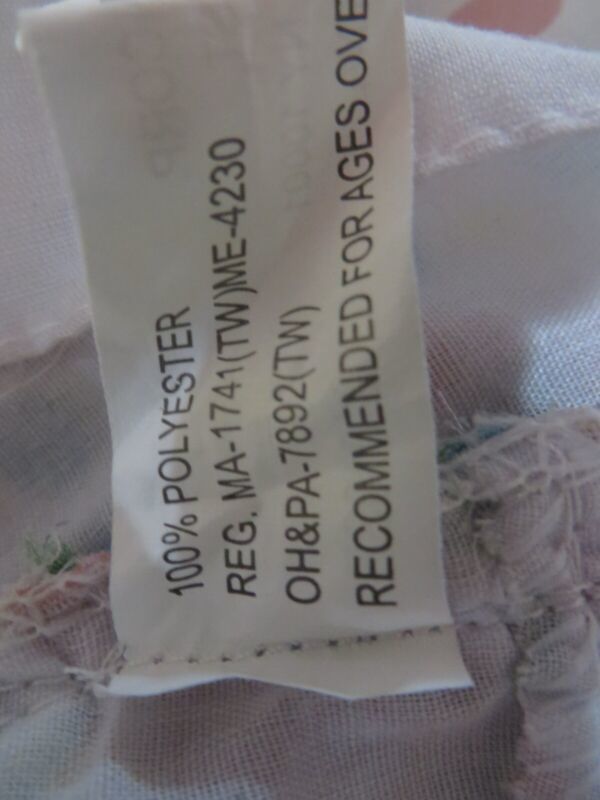 100% POLYESTER
REG. MA-1741(TW)ME-4230
OH&PA-7892(TW)
RECOMMENDED FOR AGES OVE